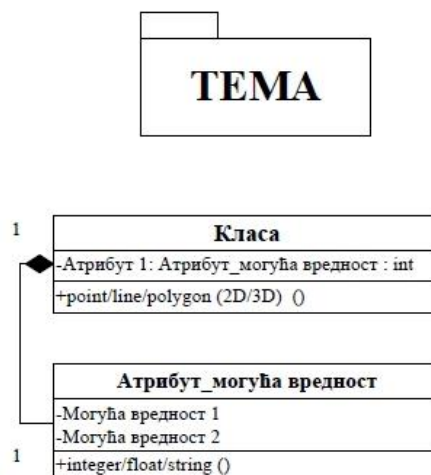 ТЕМА
1
Класа
-Атрибут 1: Атрибут_могућа вредност : int
+point/line/polygon (2D/3D) ()
Атрибут_могућа вредност
-Могућа вредност 1
-Могућа вредност 2
1
+integer/float/string ()